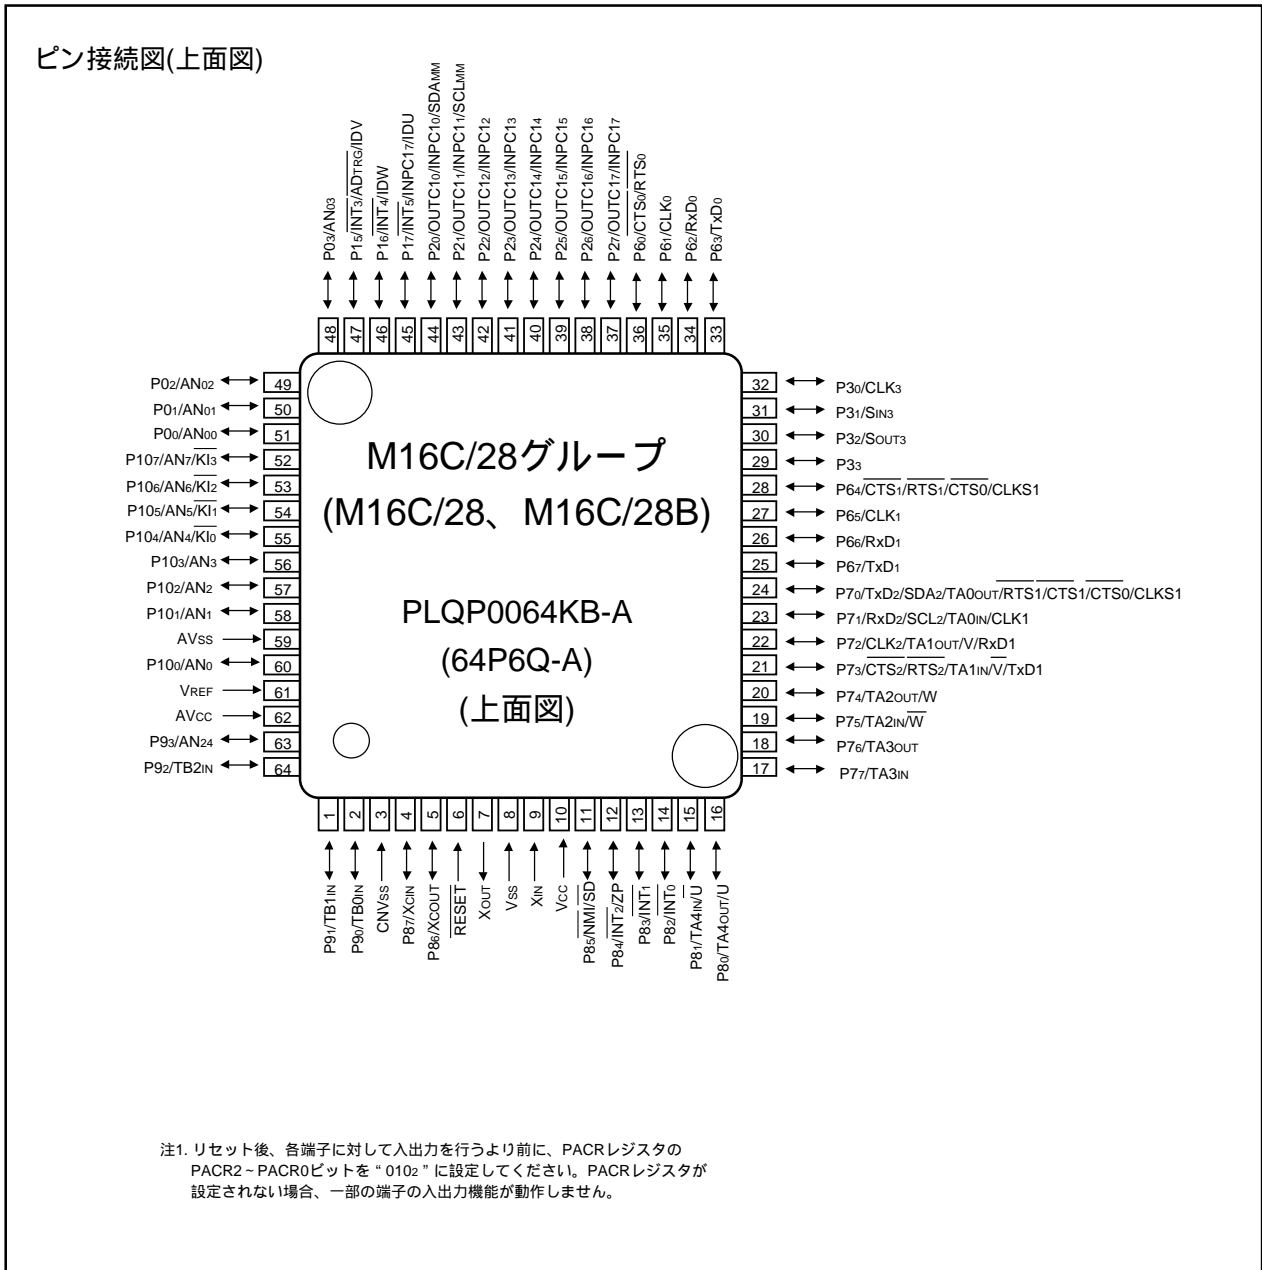 ピン接続図(上面図)
P03/AN03
P15/INT3/ADTRG/IDV
P16/INT4/IDW
P17/INT5/INPC17/IDU
P20/OUTC10/INPC10/SDAMM
P21/OUTC11/INPC11/SCLMM
P22/OUTC12/INPC12
P23/OUTC13/INPC13
P24/OUTC14/INPC14
P25/OUTC15/INPC15
P26/OUTC16/INPC16
P27/OUTC17/INPC17
P60/CTS0/RTS0
P61/CLK0
P62/RxD0
P63/TxD0
48 47 46 45 44 43 42 41 40 39 38 37 36 35 34 33
P02/AN02 49
P01/AN01 50
P00/AN00 51
P107/AN7/KI3 52
P106/AN6/KI2 53
P105/AN5/KI1 54
P104/AN4/KI0 55
P103/AN3 56
P102/AN2 57
P101/AN1 58
AVSS 59
P100/AN0 60
VREF 61
AVCC 62
P93/AN24 63
P92/TB2IN 64
M16C/28グループ
(M16C/28、M16C/28B)
PLQP0064KB-A
(64P6Q-A)
(上面図)
32 P30/CLK3
31 P31/SIN3
30 P32/SOUT3
29 P33
28 P64/CTS1/RTS1/CTS0/CLKS1
27 P65/CLK1
26 P66/RxD1
25 P67/TxD1
24 P70/TxD2/SDA2/TA0OUT/RTS1/CTS1/CTS0/CLKS1
23 P71/RxD2/SCL2/TA0IN/CLK1
22 P72/CLK2/TA1OUT/V/RxD1
21 P73/CTS2/RTS2/TA1IN/V/TxD1
20 P74/TA2OUT/W
19 P75/TA2IN/W
18 P76/TA3OUT
17 P77/TA3IN
1 2 3 4 5 6 7 8 9 10 11 12 13 14 15 16
P91/TB1IN
P90/TB0IN
CNVSS
P87/XCIN
P86/XCOUT
RESET
XOUT
VSS
XIN
VCC
P85/NMI/SD
P84/INT2/ZP
P83/INT1
P82/INT0
P81/TA4IN/U
P80/TA4OUT/U
注1. リセット後、各端子に対して入出力を行うより前に、PACRレジスタの
PACR2~PACR0ビットを“0102”に設定してください。PACRレジスタが
設定されない場合、一部の端子の入出力機能が動作しません。